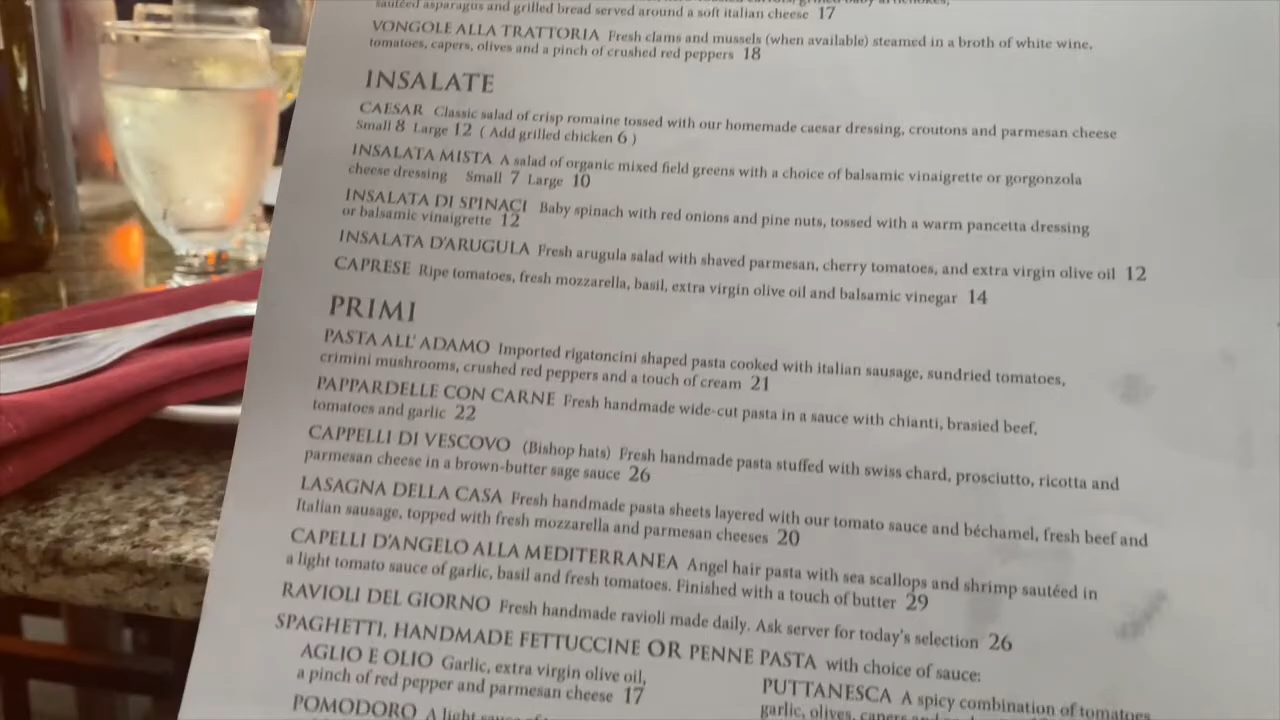 sautéed asparagus and grilled bread served around a soft italian cheese 17
VONGOLE ALLA TRATTORIA Fresh clams and mussels (when available) steamed in a broth of white wine,
tomatoes, capers, olives and a pinch of crushed red peppers 18
INSALATE
CAESAR Classic salad of crisp romaine tossed with our homemade caesar dressing, croutons and parmesan cheese
Small 8 Large 12 ( Add grilled chicken 6 )
INSALATA MISTA A salad of organic mixed field greens with a choice of balsamic vinaigrette or gorgonzola
cheese dressing Small 7 Large 10
INSALATA DI SPINACI Baby spinach with red onions and pine nuts, tossed with a warm pancetta dressing
or balsamic vinaigrette 12
INSALATA D'ARUGULA Fresh arugula salad with shaved parmesan, cherry tomatoes, and extra virgin olive oil 12
CAPRESE Ripe tomatoes, fresh mozzarella, basil, extra virgin olive oil and balsamic vinegar 14
PRIMI
PASTA ALL' ADAMO Imported rigatoncini shaped pasta cooked with italian sausage, sundried tomatoes,
crimini mushrooms, crushed red peppers and a touch of cream 21
PAPPARDELLE CON CARNE Fresh handmade wide-cut pasta in a sauce with chianti, brasied beef,
tomatoes and garlic 22
CAPPELLI DI VESCOVO (Bishop hats) Fresh handmade pasta stuffed with swiss chard, prosciutto, ricotta and
parmesan cheese in a brown-butter sage sauce 26
LASAGNA DELLA CASA Fresh handmade pasta sheets layered with our tomato sauce and béchamel, fresh beef and
Italian sausage, topped with fresh mozzarella and parmesan cheeses 20
CAPELLI D'ANGELO ALLA MEDITERRANEA Angel hair pasta with sea scallops and shrimp sautéed in
a light tomato sauce of garlic, basil and fresh tomatoes. Finished with a touch of butter 29
RAVIOLI DEL GIORNO Fresh handmade ravioli made daily. Ask server for today's selection 26
SPAGHETTI, HANDMADE FETTUCCINE OR PENNE PASTA with choice of sauce:
AGLIO E OLIO Garlic, extra virgin olive oil,
a pinch of red pepper and parmesan cheese 17
POMODORO A light sauce of
PUTTANESCA A spicy combination of tomatoes
garlic, olives, capers and